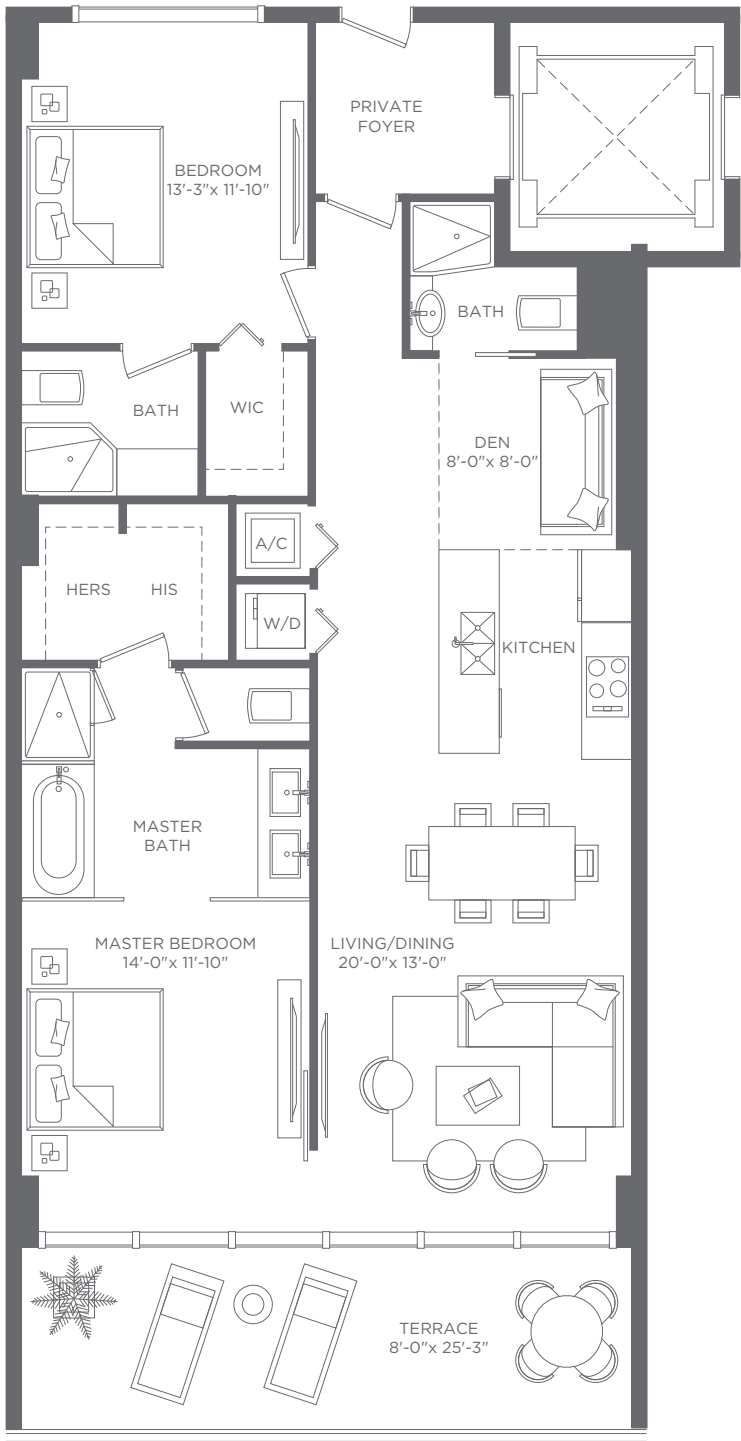 PRIVATE
FOYER
BEDROOM
13'-3"x 11'-10"
BATH
BATH
WIC
DEN
8'-0"x 8'-0"
A/C
HERS HIS
W/D
KITCHEN
MASTER
BATH
MASTER BEDROOM
14'-0"x 11'-10"
LIVING/DINING
20'-0"x 13'-0"
TERRACE
8'-0"x 25'-3"